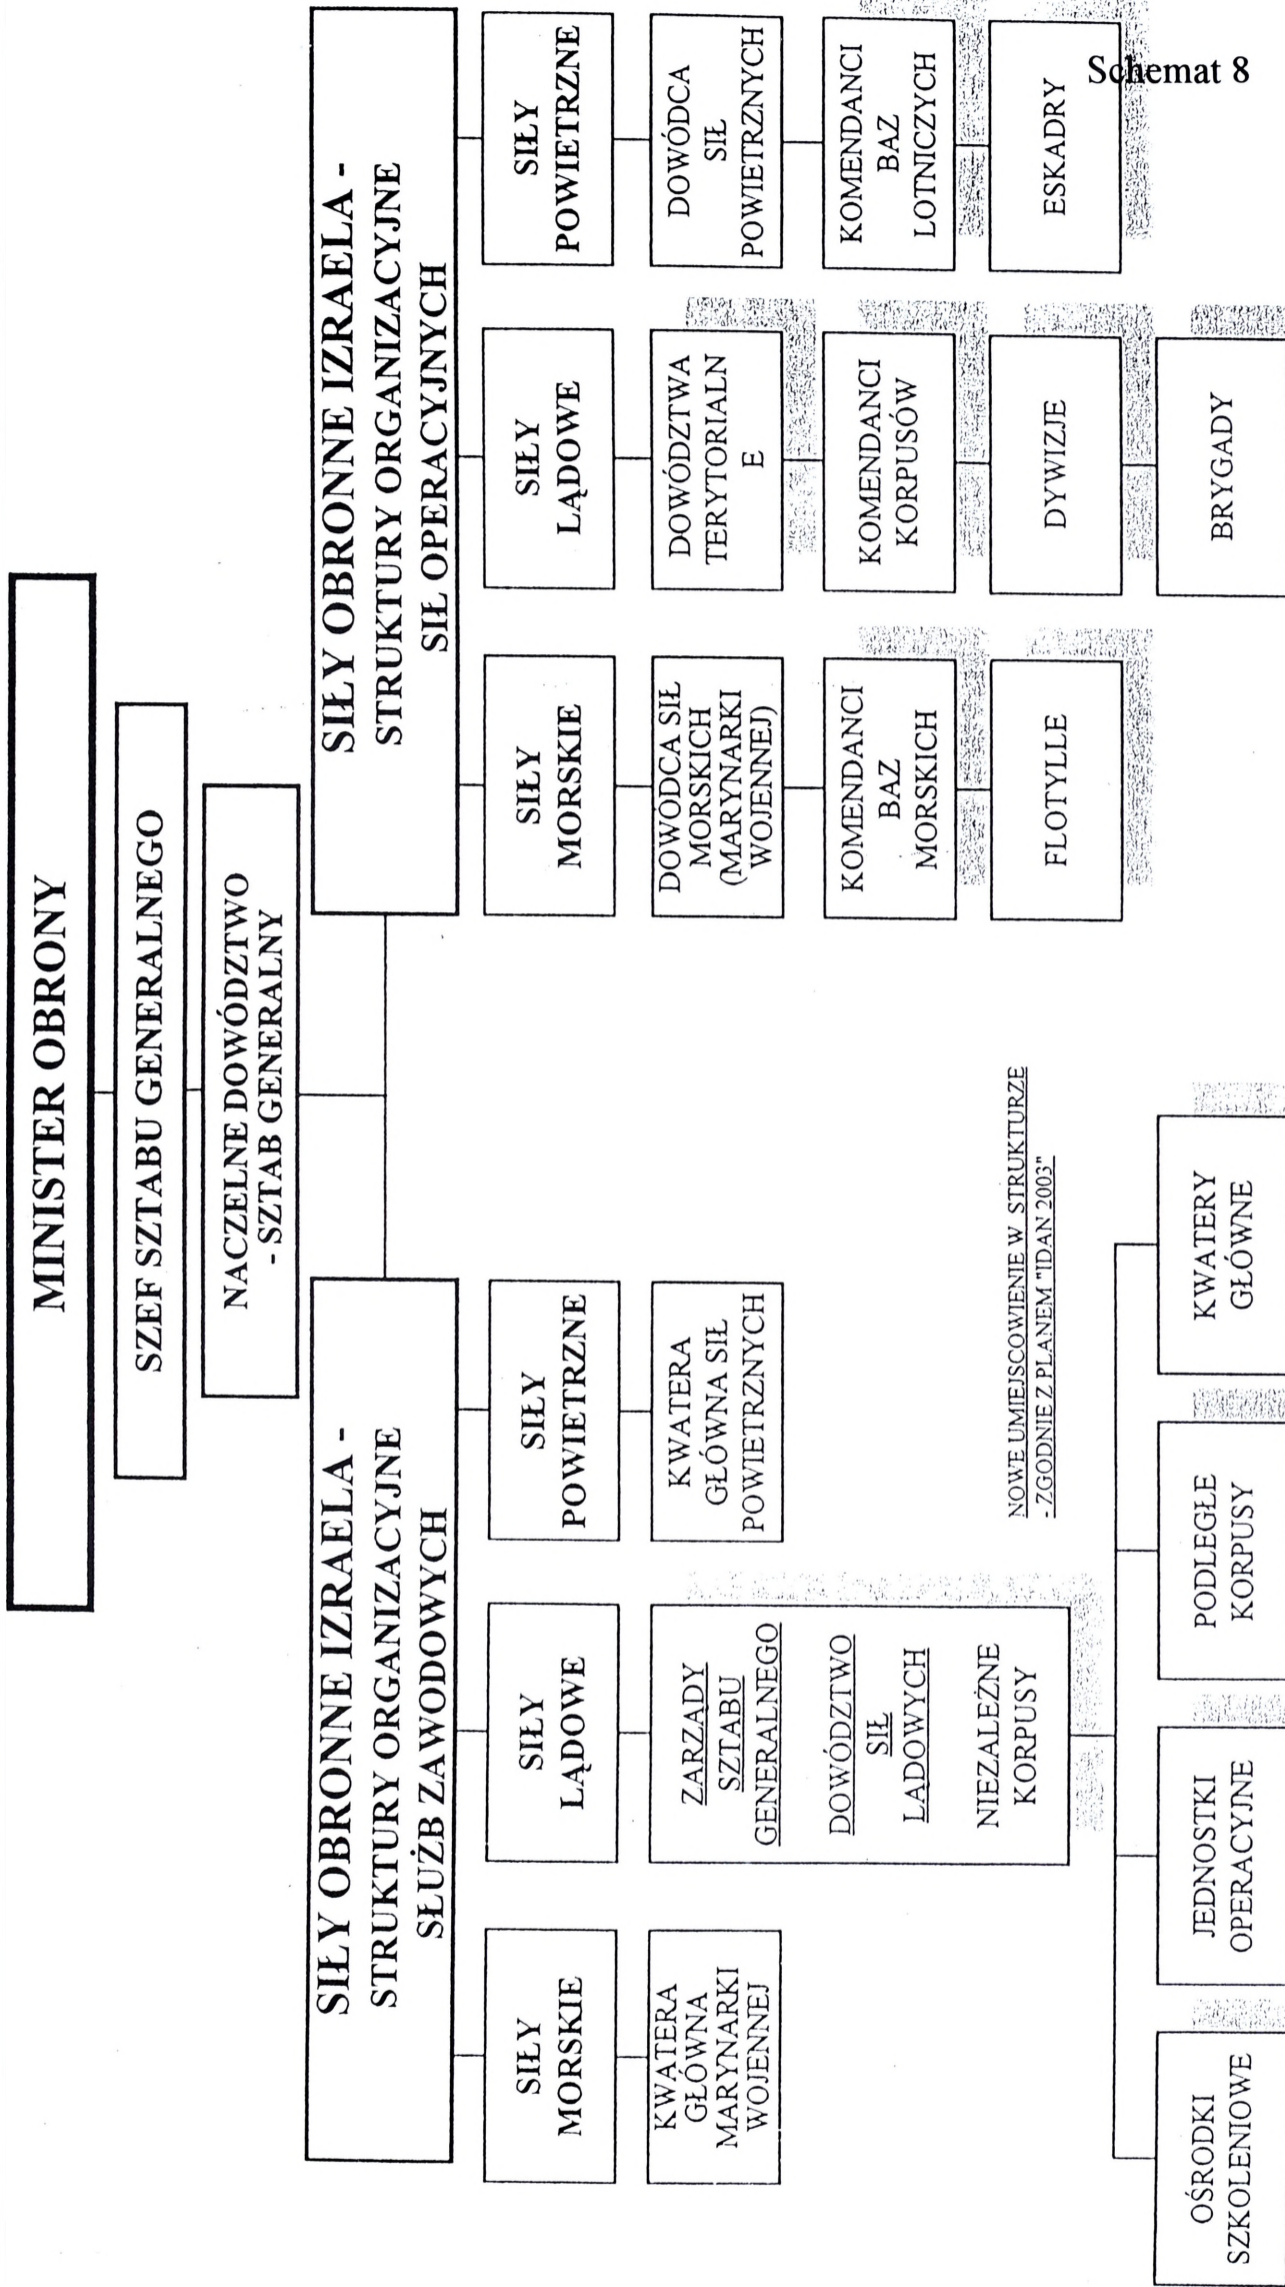 Schemat 8
MINISTER OBRONY
SZEF SZTABU GENERALNEGO
NACZELNE DOWÓDZTWO
- SZTAB GENERALNY
SIŁY OBRONNE IZRAELA -
STRUKTURY ORGANIZACYJNE
SŁUŻB ZAWODOWYCH
SIŁY
MORSKIE
KWATERA
GŁÓWNA
MARYNARKI
WOJENNEJ
SIŁY
LĄDOWE
ZARZĄDY
SZTABU
GENERALNEGO
DOWÓDZTWO
SIŁ
LĄDOWYCH
NIEZALEŻNE
KORPUSY
SIŁY
POWIETRZNE
KWATERA
GŁÓWNA SIŁ
POWIETRZNYCH
NOWE UMIEJSCOWIENIE W STRUKTURZE
- ZGODNIE Z PLANEM "IDAN 2003"
OŚRODKI
SZKOLENIOWE
JEDNOSTKI
OPERACYJNE
PODLEGŁE
KORPUSY
KWATERY
GŁÓWNE
SIŁY OBRONNE IZRAELA -
STRUKTURY ORGANIZACYJNE
SIŁ OPERACYJNYCH
SIŁY
MORSKIE
DOWÓDCA SIŁ
MORSKICH
(MARYNARKI
WOJENNEJ)
KOMENDANCI
BAZ
MORSKICH
FLOTYLLE
SIŁY
LĄDOWE
DOWÓDZTWA
TERYTORIALN
E
KOMENDANCI
KORPUSÓW
DYWIZJE
BRYGADY
SIŁY
POWIETRZNE
DOWÓDCA
SIŁ
POWIETRZNYCH
KOMENDANCI
BAZ
LOTNICZYCH
ESKADRY